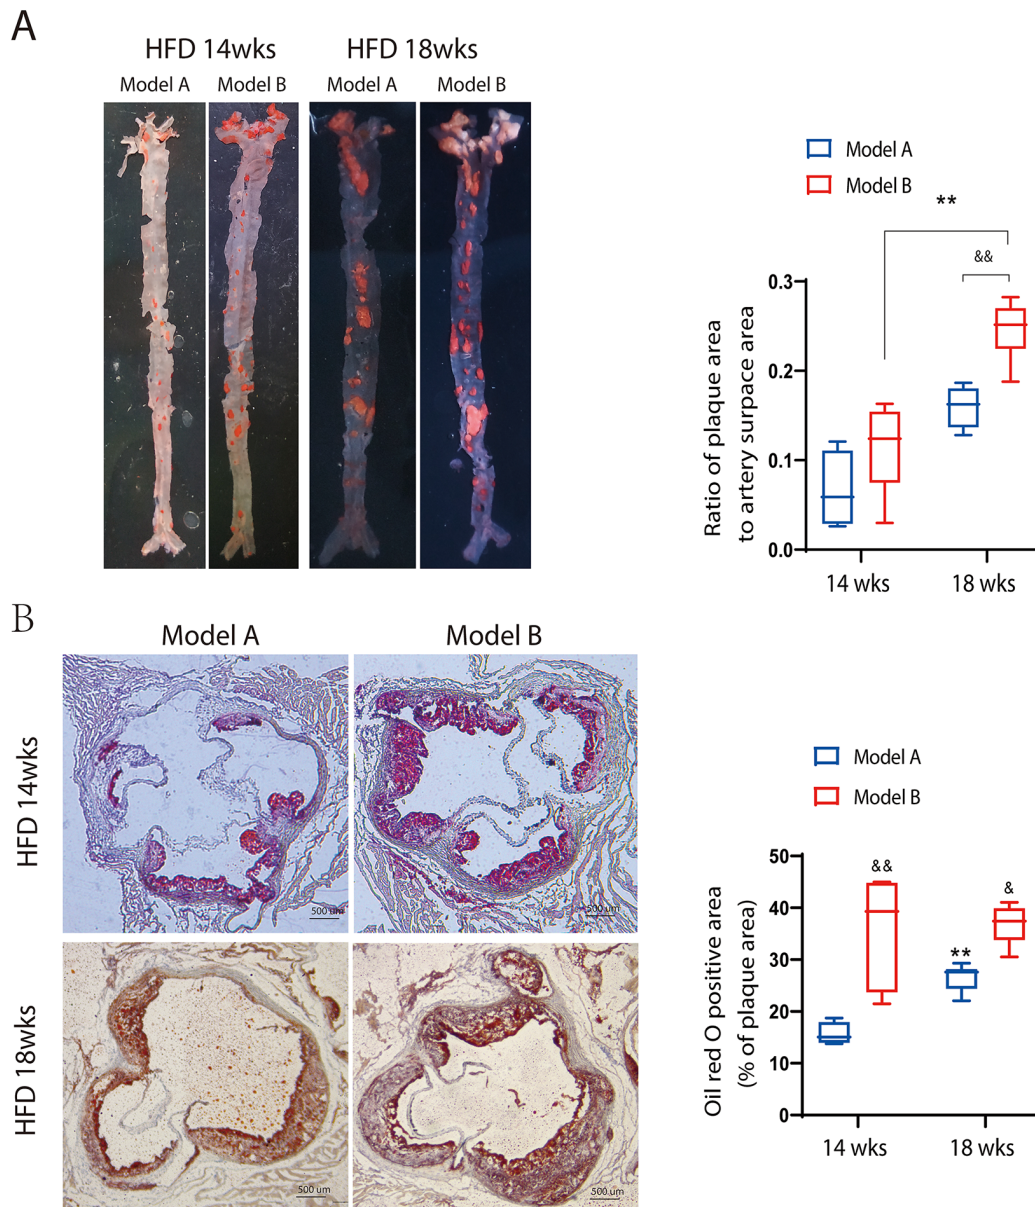 A
HFD 14wks
HFD 18wks
Model A
Model B
Model A
Model B
Model A
Model B
**
&&
0.3
0.2
0.1
0.0
Ratio of plaque area
to artery surpace area
14 wks
18 wks
B
Model A
Model B
HFD 14wks
500 um
500 um
HFD 18wks
500 um
500 um
Model A
Model B
50
40
30
20
10
0
&&
&
**
Oil red O positive area
(% of plaque area)
14 wks
18 wks